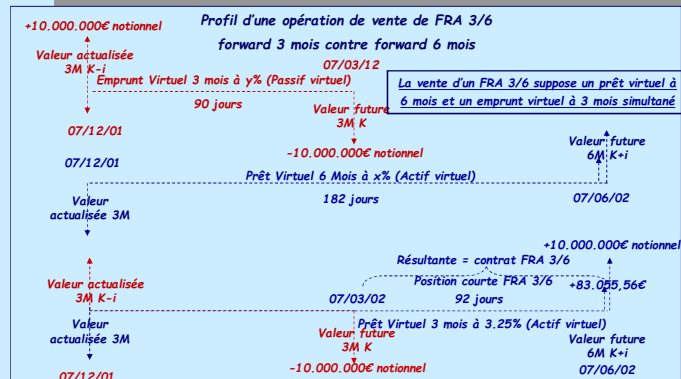 Profil d'une opération de vente de FRA 3/6
+10.000.000€ notionnel
forward 3 mois contre forward 6 mois
Valeur actualisée
3M K-i
07/03/12
Emprunt Virtuel 3 mois à y% (Passif virtuel)
La vente d'un FRA 3/6 suppose un prêt virtuel à
6 mois et un emprunt virtuel à 3 mois simultané
90 jours
Valeur future
3M K
07/12/01
-10.000.000€ notionnel
Valeur future
6M K+i
07/12/01
Prêt Virtuel 6 Mois à x% (Actif virtuel)
182 jours
07/06/02
Valeur
actualisée 3M
+10.000.000€ notionnel
Résultante = contrat FRA 3/6
Valeur actualisée
3M K-i
Position courte FRA 3/6
+83.055,56€
07/03/02
92 jours
Valeur
actualisée 3M
Prêt Virtuel 3 mois à 3.25% (Actif virtuel)
Valeur future
3M K
Valeur future
6M K+i
-10.000.000€ notionnel
07/06/02
07/12/01